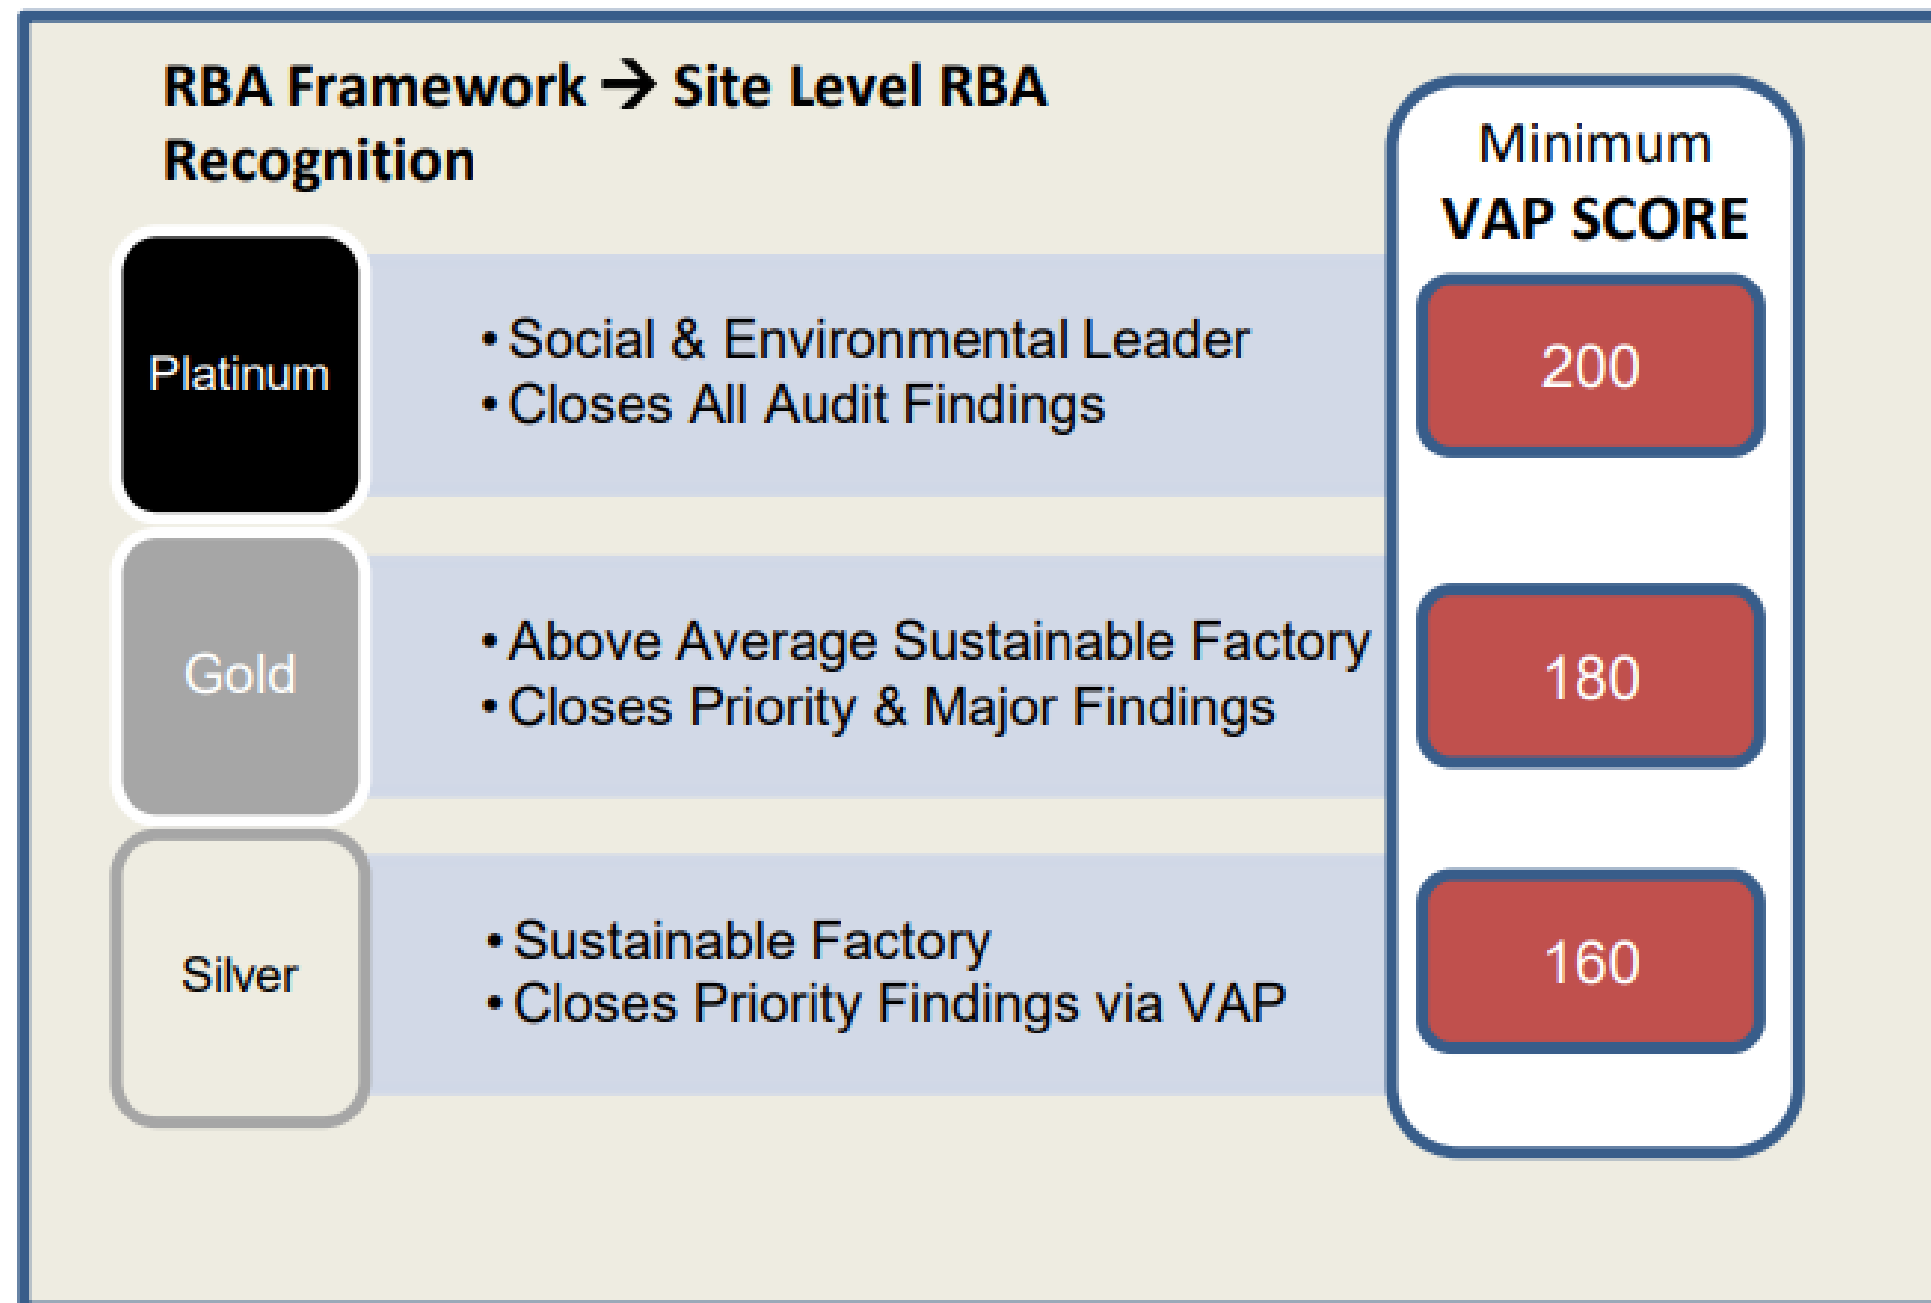 RBA Framework → Site Level RBA
Recognition
Minimum
VAP SCORE
Platinum
• Social & Environmental Leader
• Closes All Audit Findings
200
Gold
• Above Average Sustainable Factory
• Closes Priority & Major Findings
180
Silver
• Sustainable Factory
• Closes Priority Findings via VAP
160